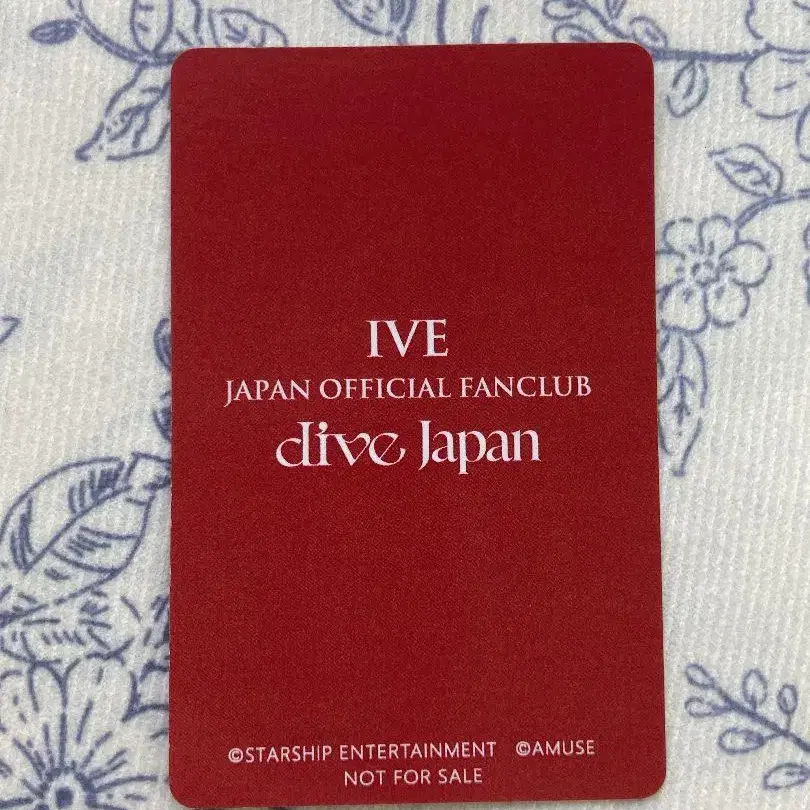 IVE
JAPAN OFFICIAL FANCLUB
dive Japan
©STARSHIP ENTERTAINMENT ©AMUSE
NOT FOR SALE